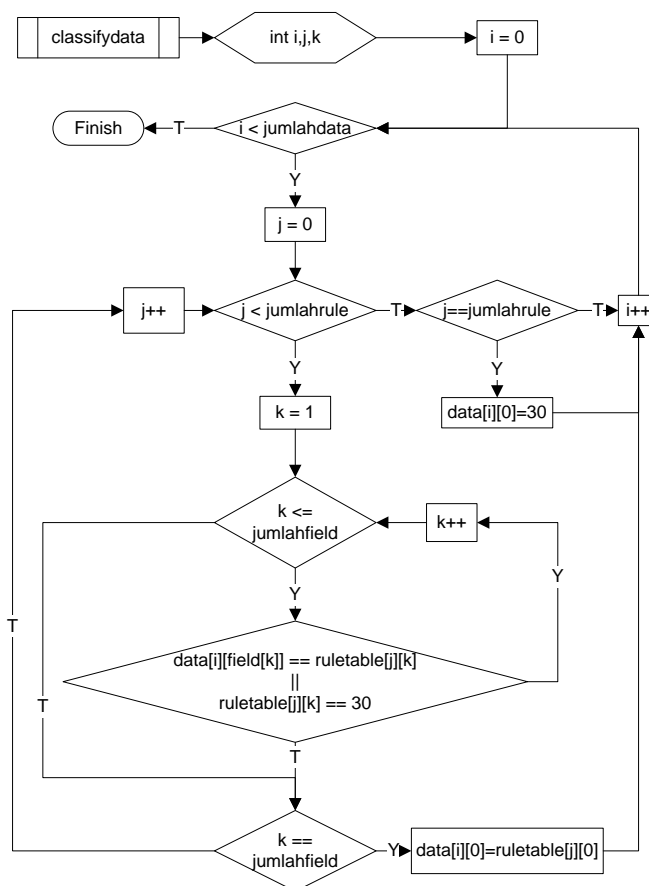 classifydata
int i,j,k
i = 0
Finish
T
i < jumlahdata
Y
j = 0
j++
j < jumlahrule
T
j==jumlahrule
T
i++
Y
Y
k = 1
data[i][0]=30
k <=
jumlahfield
k++
Y
Y
T
data[i][field[k]] == ruletable[j][k]
||
ruletable[j][k] == 30
T
T
k ==
jumlahfield
Y
data[i][0]=ruletable[j][0]